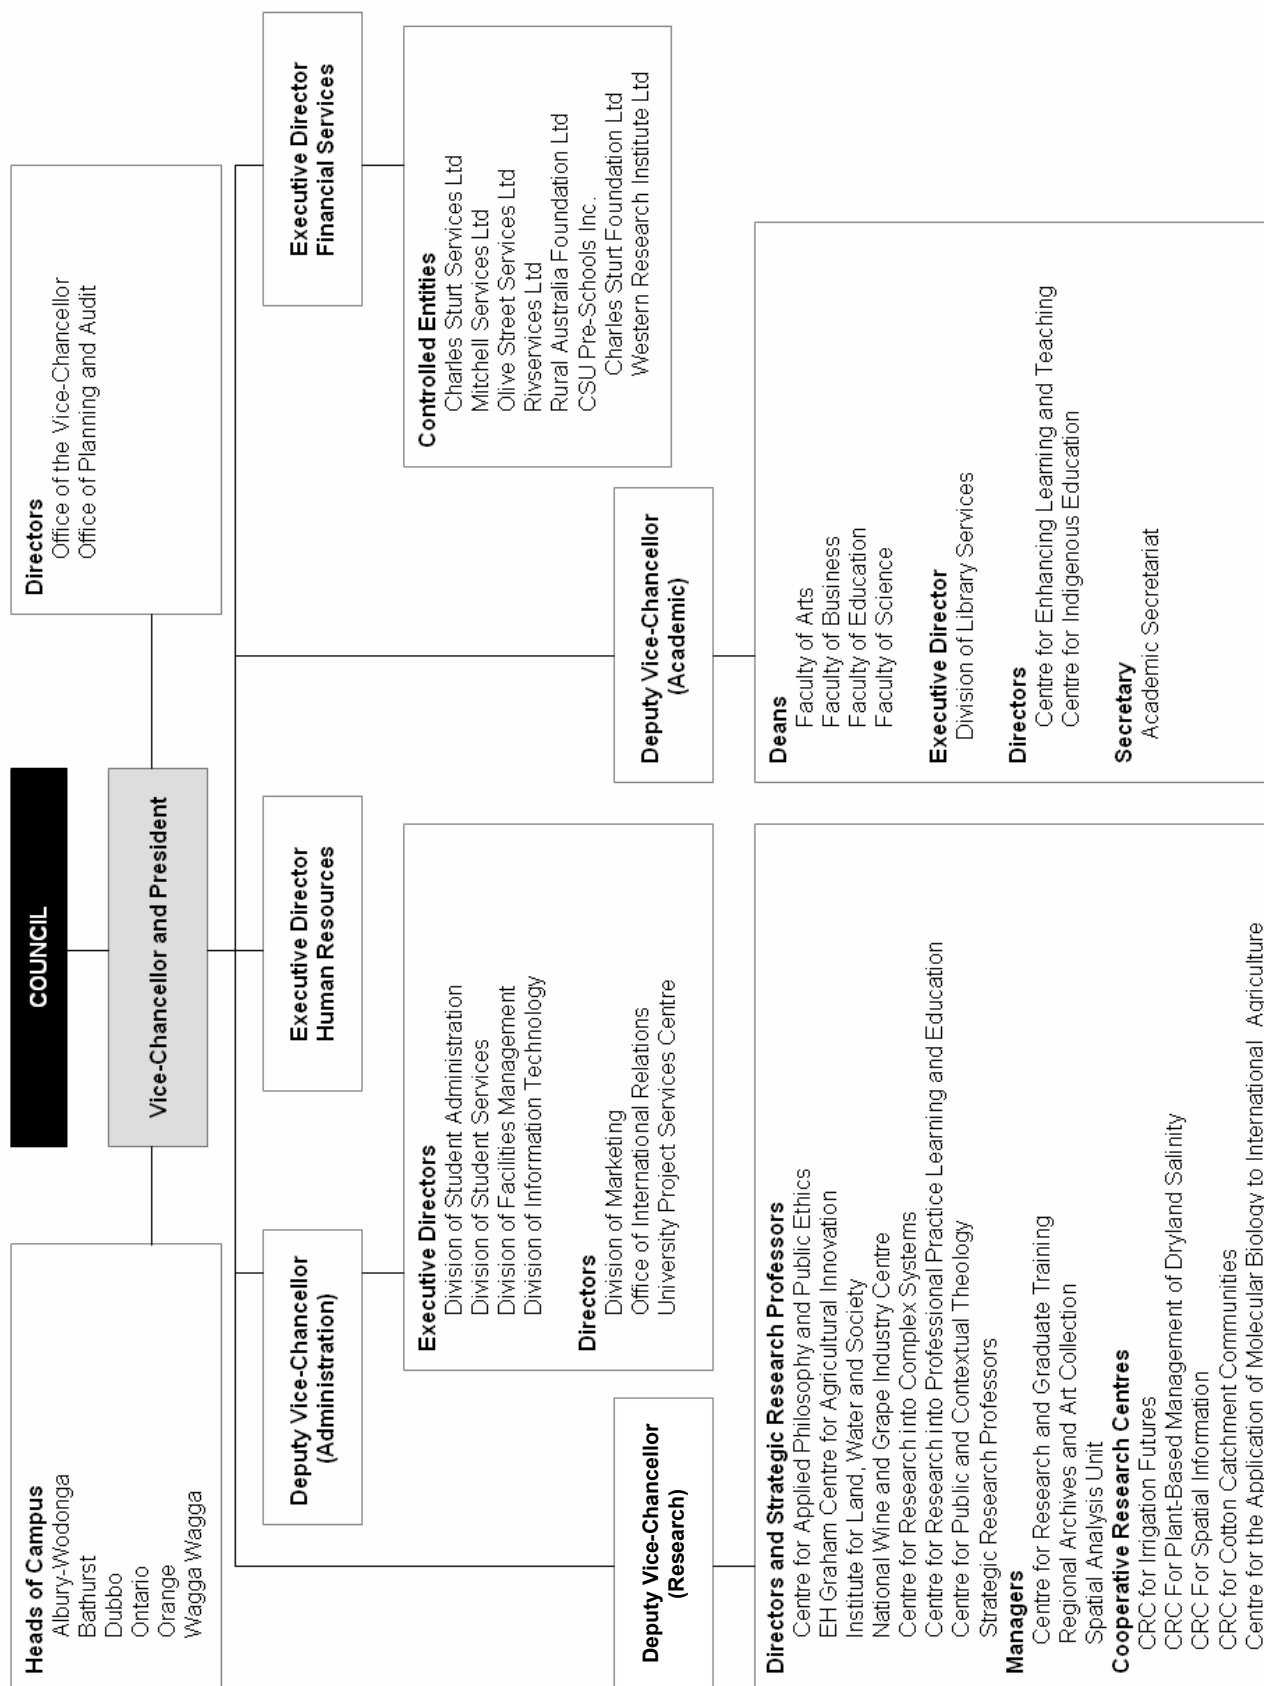 COUNCIL
Vice-Chancellor and President
Heads of Campus
Albury-Wodonga
Bathurst
Dubbo
Ontario
Orange
Wagga Wagga
Directors
Office of the Vice-Chancellor
Office of Planning and Audit
Deputy Vice-Chancellor
(Administration)
Executive Director
Human Resources
Executive Director
Financial Services
Executive Directors
Division of Student Administration
Division of Student Services
Division of Facilities Management
Division of Information Technology
Directors
Division of Marketing
Office of International Relations
University Project Services Centre
Controlled Entities
Charles Sturt Services Ltd
Mitchell Services Ltd
Olive Street Services Ltd
Rivservices Ltd
Rural Australia Foundation Ltd
CSU Pre-Schools Inc.
Charles Sturt Foundation Ltd
Western Research Institute Ltd
Deputy Vice-Chancellor
(Research)
Deputy Vice-Chancellor
(Academic)
Directors and Strategic Research Professors
Centre for Applied Philosophy and Public Ethics
EH Graham Centre for Agricultural Innovation
Institute for Land, Water and Society
National Wine and Grape Industry Centre
Centre for Research into Complex Systems
Centre for Research into Professional Practice Learning and Education
Centre for Public and Contextual Theology
Strategic Research Professors
Managers
Centre for Research and Graduate Training
Regional Archives and Art Collection
Spatial Analysis Unit
Cooperative Research Centres
CRC for Irrigation Futures
CRC For Plant-Based Management of Dryland Salinity
CRC For Spatial Information
CRC for Cotton Catchment Communities
Centre for the Application of Molecular Biology to International Agriculture
Deans
Faculty of Arts
Faculty of Business
Faculty of Education
Faculty of Science
Executive Director
Division of Library Services
Directors
Centre for Enhancing Learning and Teaching
Centre for Indigenous Education
Secretary
Academic Secretariat